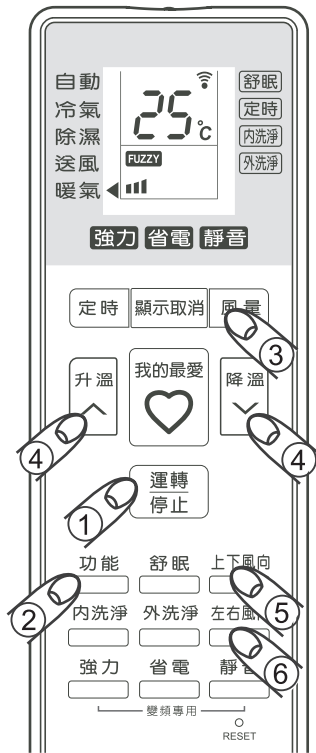 自動
冷氣
除濕
送風
暖氣
25℃
FUZZY
舒眠
定時
內洗淨
外洗淨
強力 省電 靜音
定時 顯示取消 風量
③
升溫 我的最愛 降溫
④ ④
運轉
停止
①
功能 舒眠 上下風向
② ⑤
內洗淨 外洗淨 左右風
⑥
強力 省電 靜音
變頻專用
RESET